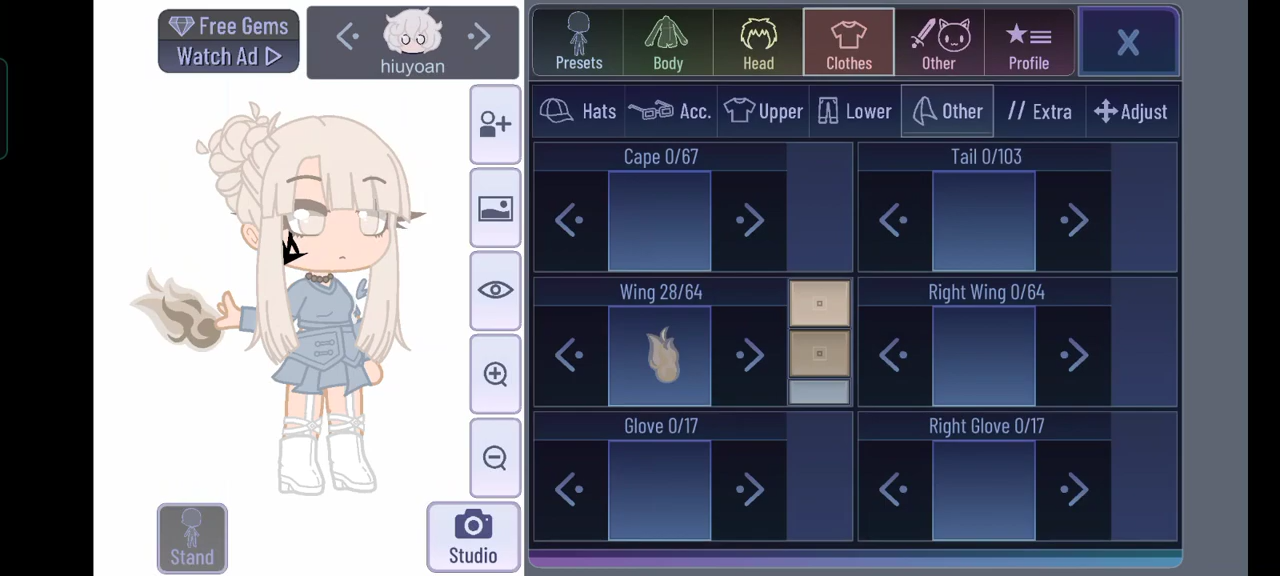 Free Gems
Watch Ad
hiuyoan
Presets
Body
Head
Clothes
Other
Profile
X
Hats
Acc.
Upper
Lower
Other
Extra
Adjust
Cape 0/67
Tail 0/103
Wing 28/64
Right Wing 0/64
Glove 0/17
Right Glove 0/17
Stand
Studio